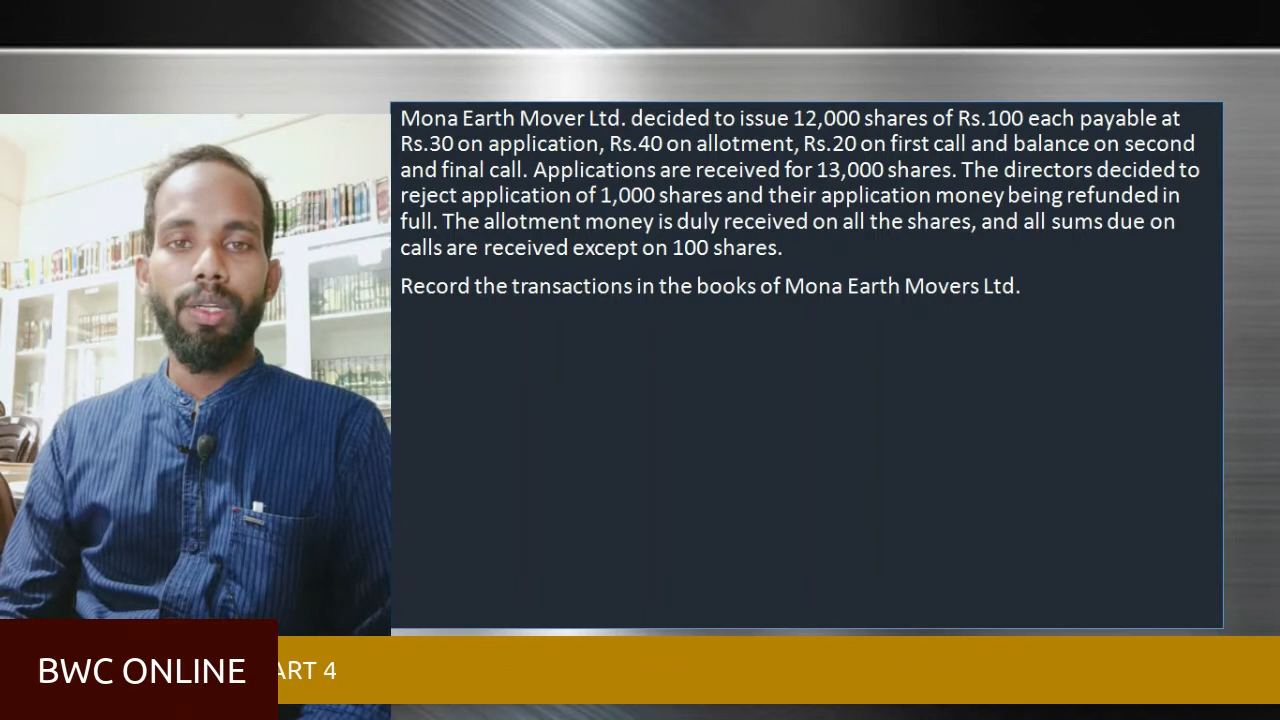 Mona Earth Mover Ltd. decided to issue 12,000 shares of Rs.100 each payable at
Rs.30 on application, Rs.40 on allotment, Rs.20 on first call and balance on second
and final call. Applications are received for 13,000 shares. The directors decided to
reject application of 1,000 shares and their application money being refunded in
full. The allotment money is duly received on all the shares, and all sums due on
calls are received except on 100 shares.
Record the transactions in the books of Mona Earth Movers Ltd.
BWC ONLINE
ART 4